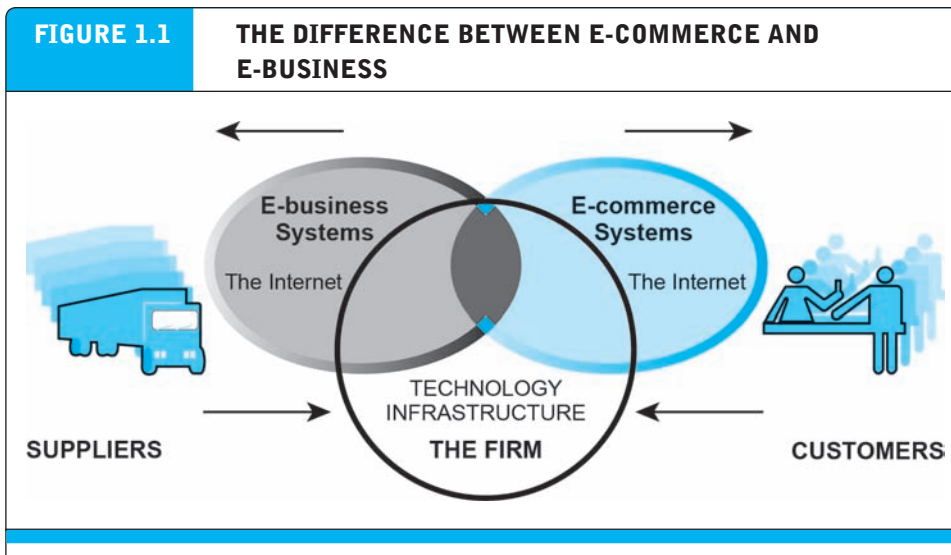 FIGURE 1.1
THE DIFFERENCE BETWEEN E-COMMERCE AND
E-BUSINESS
E-business
Systems
The Internet
E-commerce
Systems
The Internet
TECHNOLOGY
INFRASTRUCTURE
THE FIRM
SUPPLIERS
CUSTOMERS